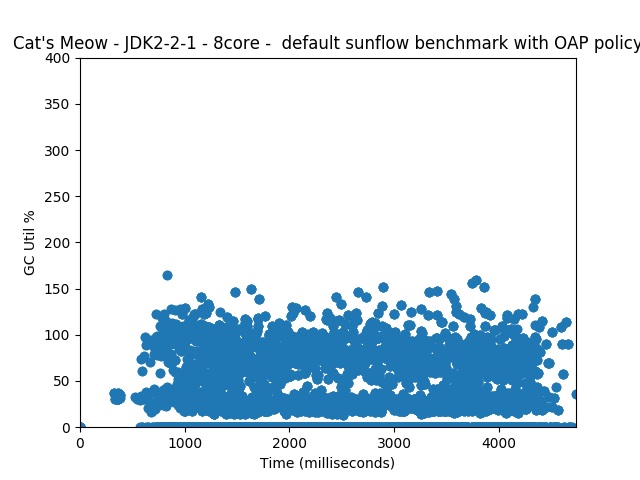 Cat's Meow - JDK2-2-1 - 8core -  default sunflow benchmark with OAP policy
400
350
300
250
200
150
100
50
0
GC Util %
0 1000 2000 3000 4000
Time (milliseconds)